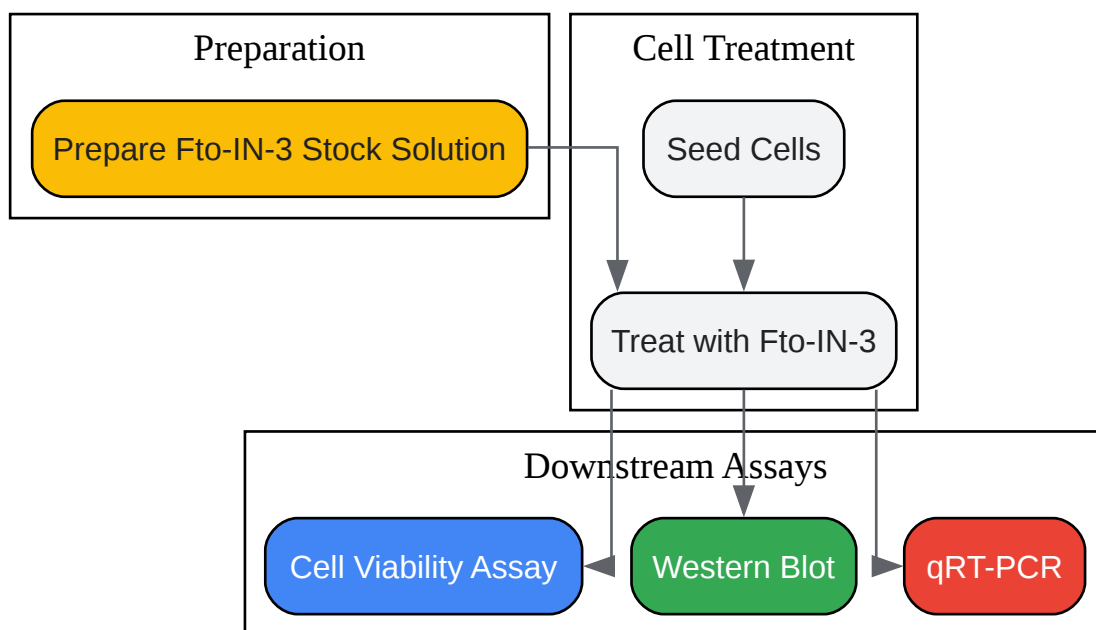 Preparation
Prepare Fto-IN-3 Stock Solution
Cell Treatment
Seed Cells
Treat with Fto-IN-3
Downstream Assays
Cell Viability Assay
Western Blot
qRT-PCR